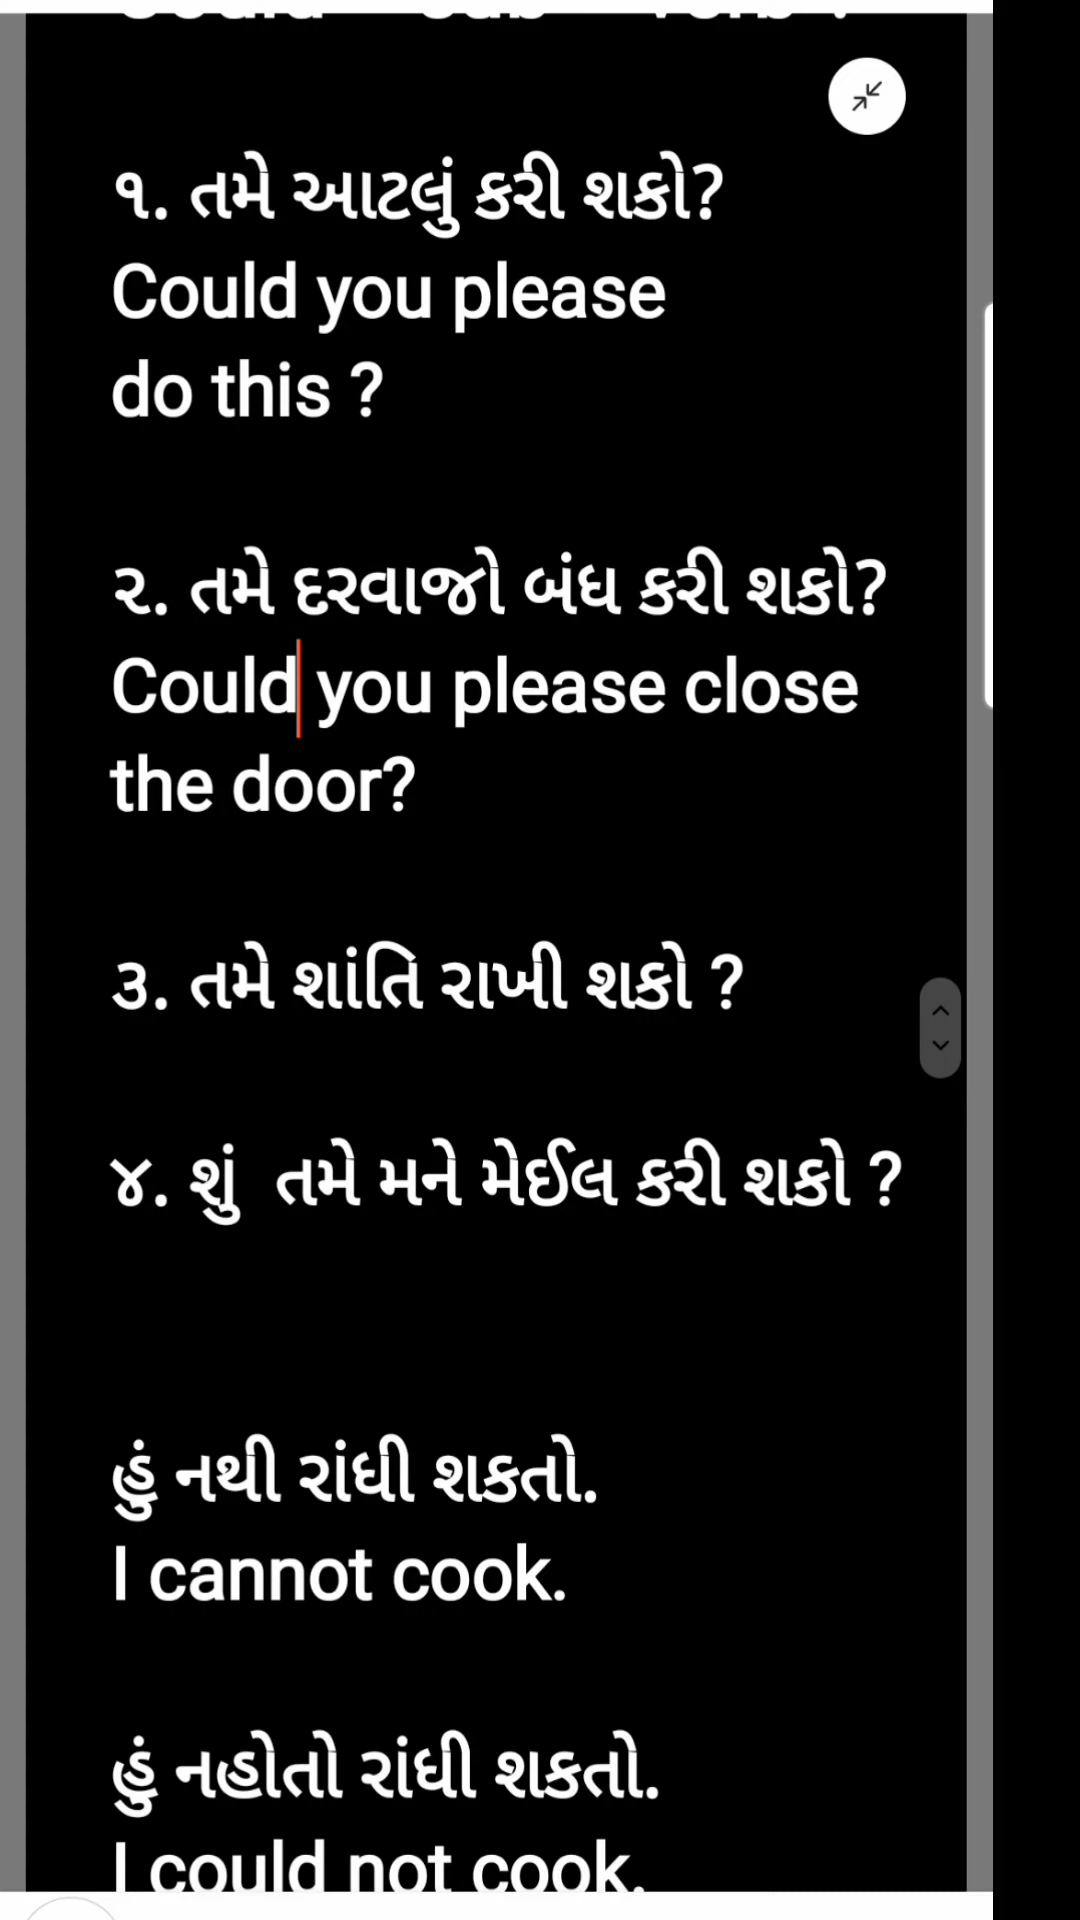 ૧. તમે આટલું કરી શકો?
Could you please
do this ?
૨. તમે દરવાજો બંધ કરી શકો?
Could you please close
the door?
૩. તમે શાંતિ રાખી શકો ?
૪. શું તમે મને મેઈલ કરી શકો ?
હું નથી રાંધી શકતો.
I cannot cook.
હું નહોતો રાંધી શકતો.
I could not cook.